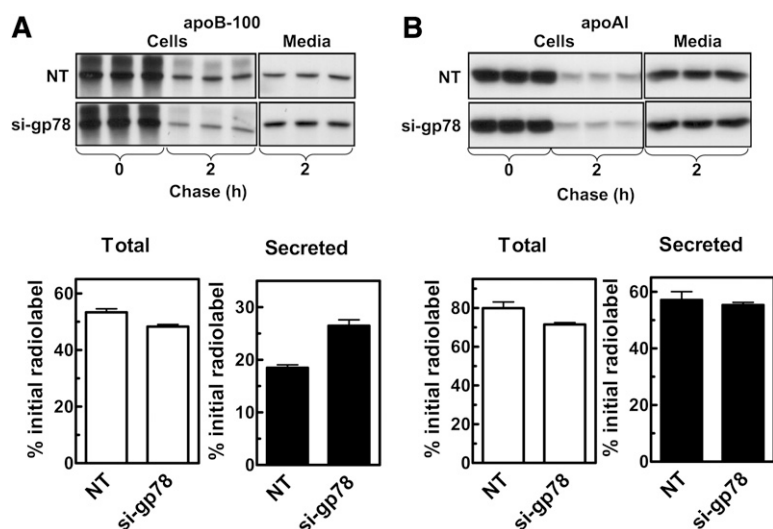 A
apoB-100
Cells
Media
NT
si-gp78
0
2
2
Chase (h)
B
apoAI
Cells
Media
NT
si-gp78
0
2
2
Chase (h)
Total
% initial radiolabel
60
40
20
0
NT
si-gp78
Secreted
% initial radiolabel
30
20
10
0
NT
si-gp78
Total
% initial radiolabel
80
60
40
20
0
NT
si-gp78
Secreted
% initial radiolabel
60
40
20
0
NT
si-gp78